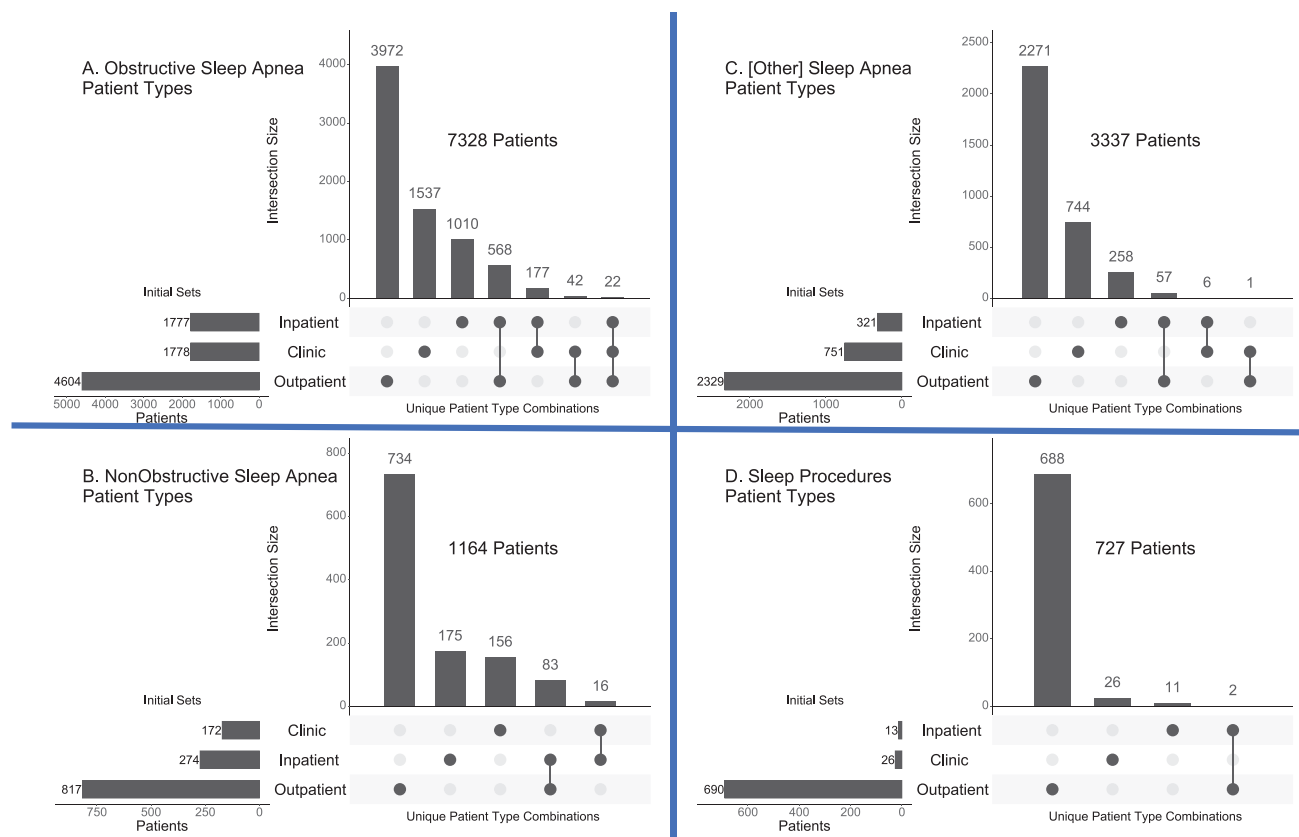 A. Obstructive Sleep Apnea
Patient Types
Intersection Size
4000
3000
2000
1000
0
3972
1537
1010
568
177
42
22
7328 Patients
Initial Sets
1777
1778
4604
Inpatient
Clinic
Outpatient
5000 4000 3000 2000 1000 0
Patients
Unique Patient Type Combinations
C. [Other] Sleep Apnea
Patient Types
Intersection Size
2500
2000
1500
1000
500
0
2271
744
258
57
6
1
3337 Patients
Initial Sets
321
751
2329
Inpatient
Clinic
Outpatient
2000 1000 0
Patients
Unique Patient Type Combinations
B. NonObstructive Sleep Apnea
Patient Types
Intersection Size
800
600
400
200
0
734
175
156
83
16
1164 Patients
Initial Sets
172
274
817
Clinic
Inpatient
Outpatient
750 500 250 0
Patients
Unique Patient Type Combinations
D. Sleep Procedures
Patient Types
Intersection Size
600
400
200
0
688
26
11
2
727 Patients
Initial Sets
13
26
690
Inpatient
Clinic
Outpatient
600 400 200 0
Patients
Unique Patient Type Combinations